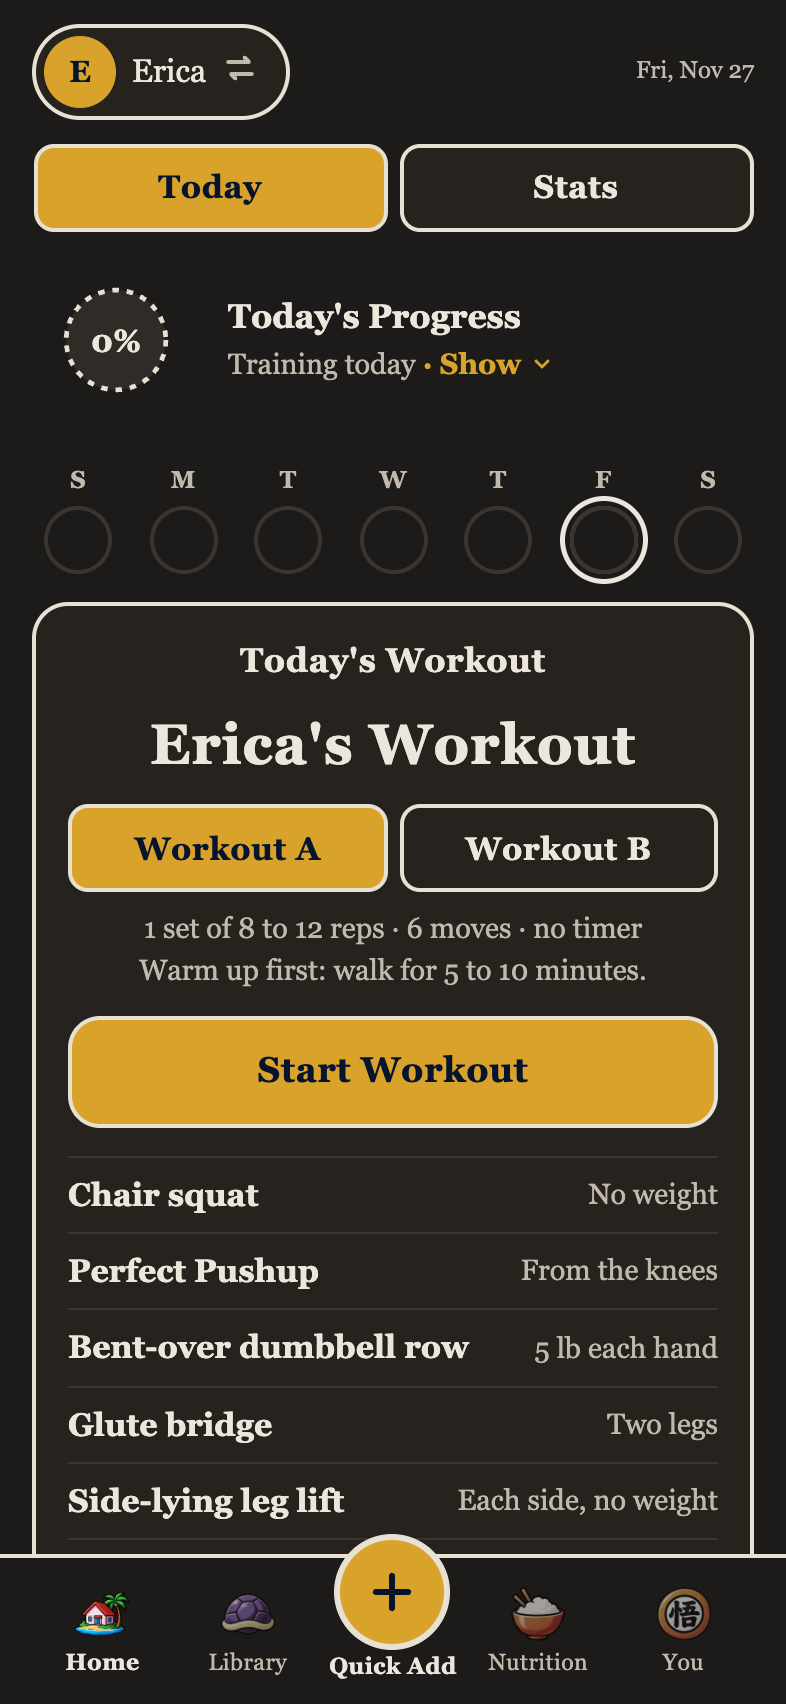 E Erica
Fri, Nov 27
Today
Stats
0%
Today's Progress
Training today · Show
S M T W T F S
Today's Workout
Erica's Workout
Workout A
Workout B
1 set of 8 to 12 reps · 6 moves · no timer
Warm up first: walk for 5 to 10 minutes.
Start Workout
Chair squat No weight
Perfect Pushup From the knees
Bent-over dumbbell row 5 lb each hand
Glute bridge Two legs
Side-lying leg lift Each side, no weight
悟
Home Library Quick Add Nutrition You